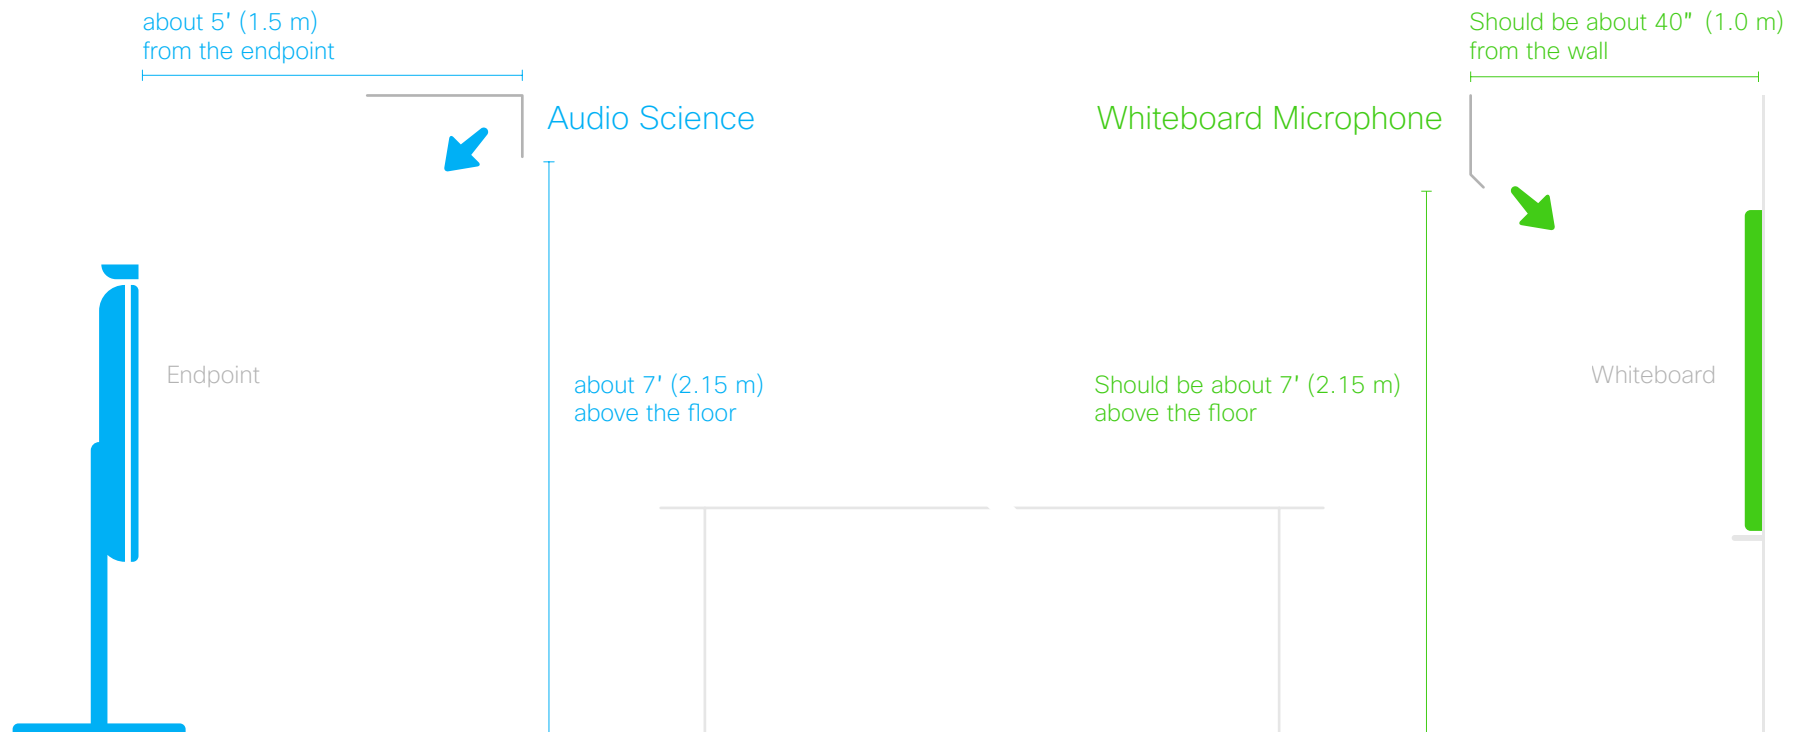 about 5' (1.5 m)
from the endpoint
Should be about 40" (1.0 m)
from the wall
Audio Science
Whiteboard Microphone
Endpoint
about 7' (2.15 m)
above the floor
Should be about 7' (2.15 m)
above the floor
Whiteboard